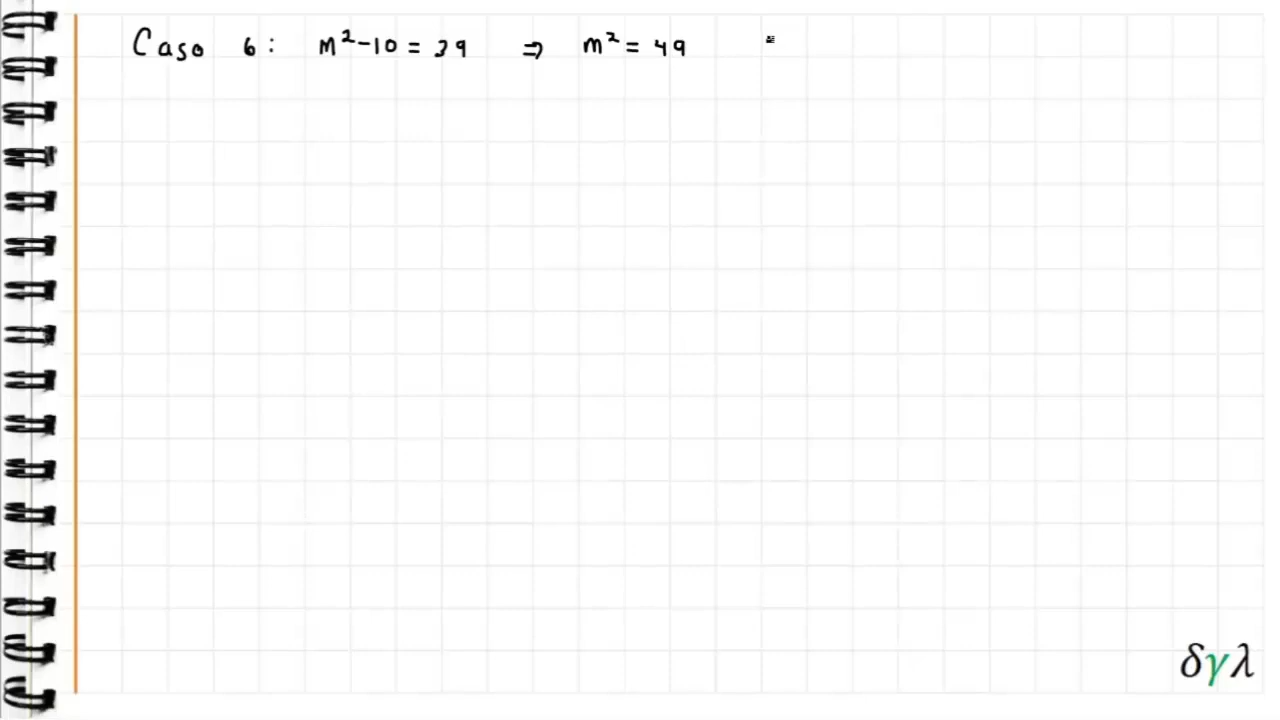 Caso 6: m²-10 = 39 ⇒ m² = 49
δγλ